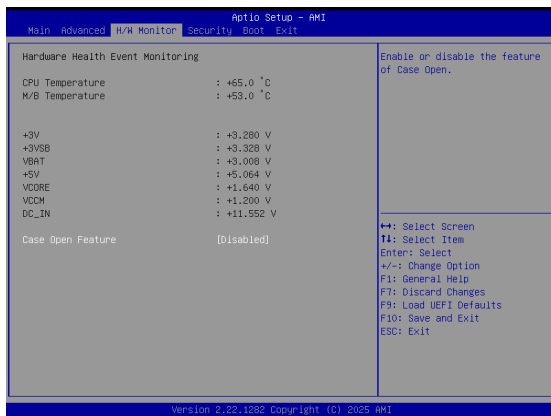 Aptio Setup - AMI
Main Advanced H/W Monitor Security Boot Exit
Hardware Health Event Monitoring
CPU Temperature : +65.0 °C
M/B Temperature : +53.0 °C
+3V : +3.280 V
+3VSB : +3.328 V
VBAT : +3.008 V
+5V : +5.064 V
VCORE : +1.640 V
VCCM : +1.200 V
DC_IN : +11.552 V
Case Open Feature [Disabled]
Enable or disable the feature
of Case Open.
↔: Select Screen
↑↓: Select Item
Enter: Select
+/-: Change Option
F1: General Help
F7: Discard Changes
F9: Load UEFI Defaults
F10: Save and Exit
ESC: Exit
Version 2.22.1282 Copyright (C) 2025 AMI